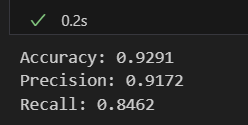 0.2s
Accuracy: 0.9291
Precision: 0.9172
Recall: 0.8462